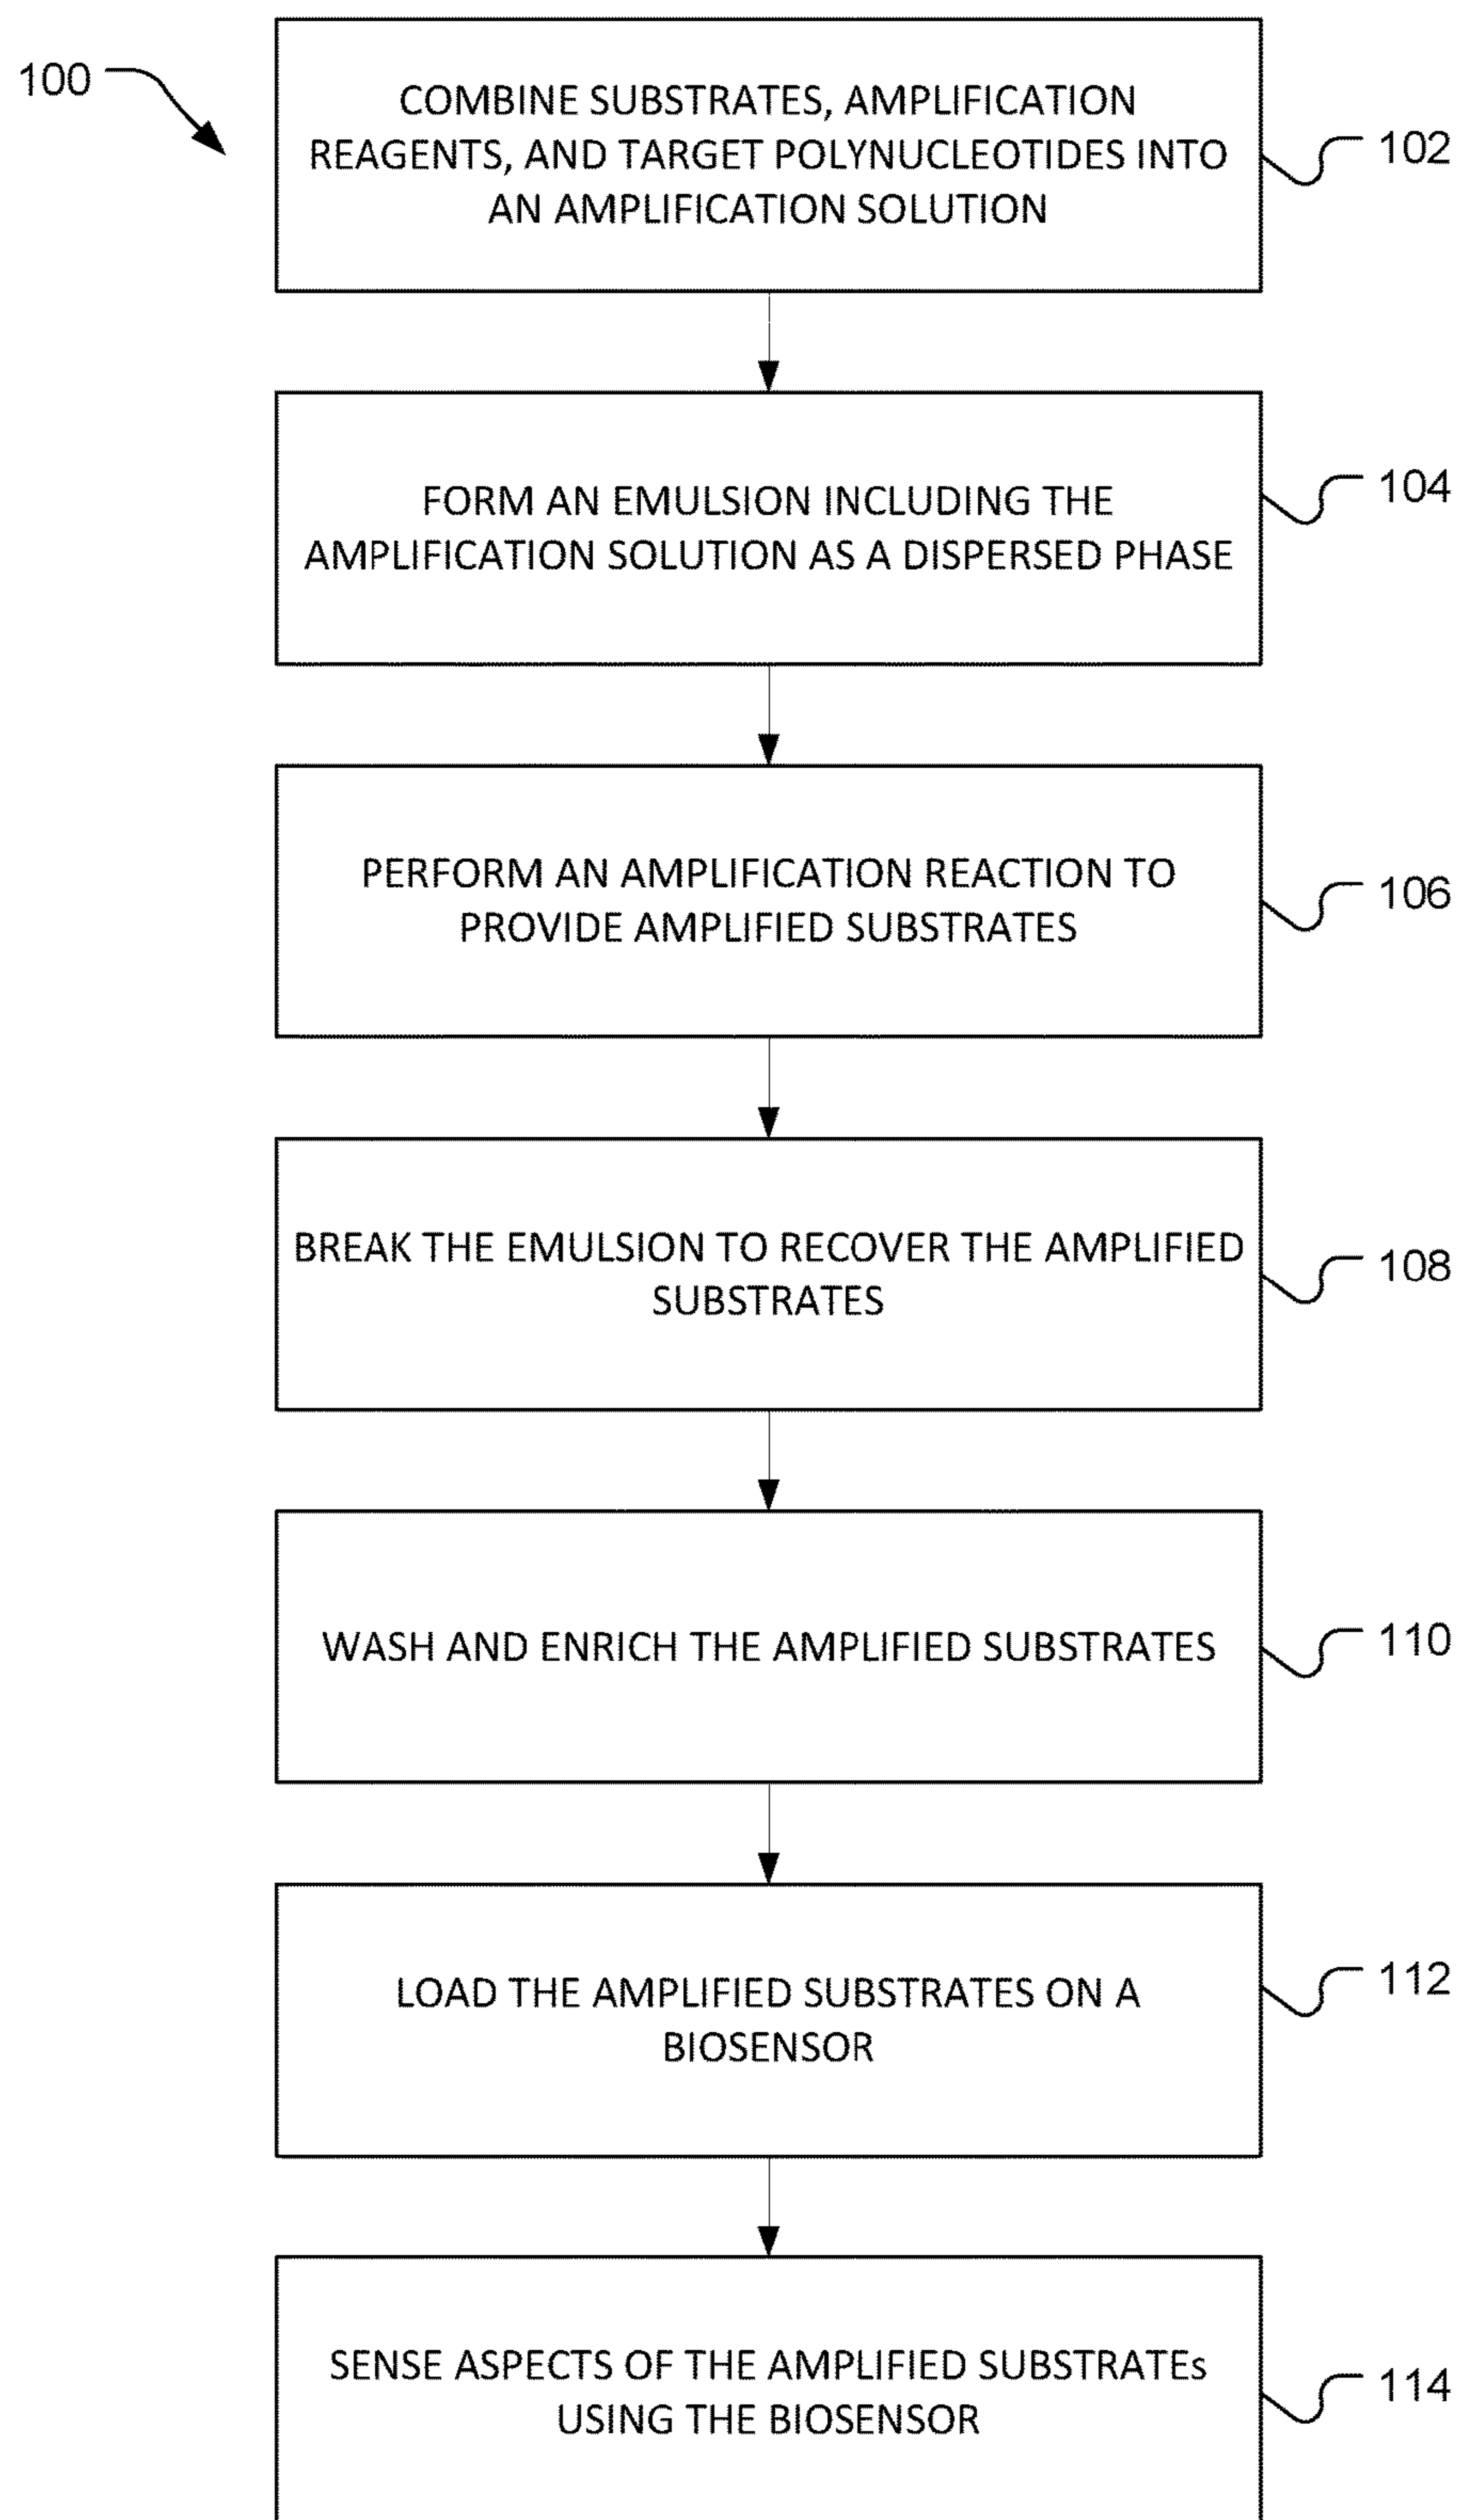 100
COMBINE SUBSTRATES, AMPLIFICATION
REAGENTS, AND TARGET POLYNUCLEOTIDES INTO
AN AMPLIFICATION SOLUTION
102
FORM AN EMULSION INCLUDING THE
AMPLIFICATION SOLUTION AS A DISPERSED PHASE
104
PERFORM AN AMPLIFICATION REACTION TO
PROVIDE AMPLIFIED SUBSTRATES
106
BREAK THE EMULSION TO RECOVER THE AMPLIFIED
SUBSTRATES
108
WASH AND ENRICH THE AMPLIFIED SUBSTRATES
110
LOAD THE AMPLIFIED SUBSTRATES ON A
BIOSENSOR
112
SENSE ASPECTS OF THE AMPLIFIED SUBSTRATEs
USING THE BIOSENSOR
114